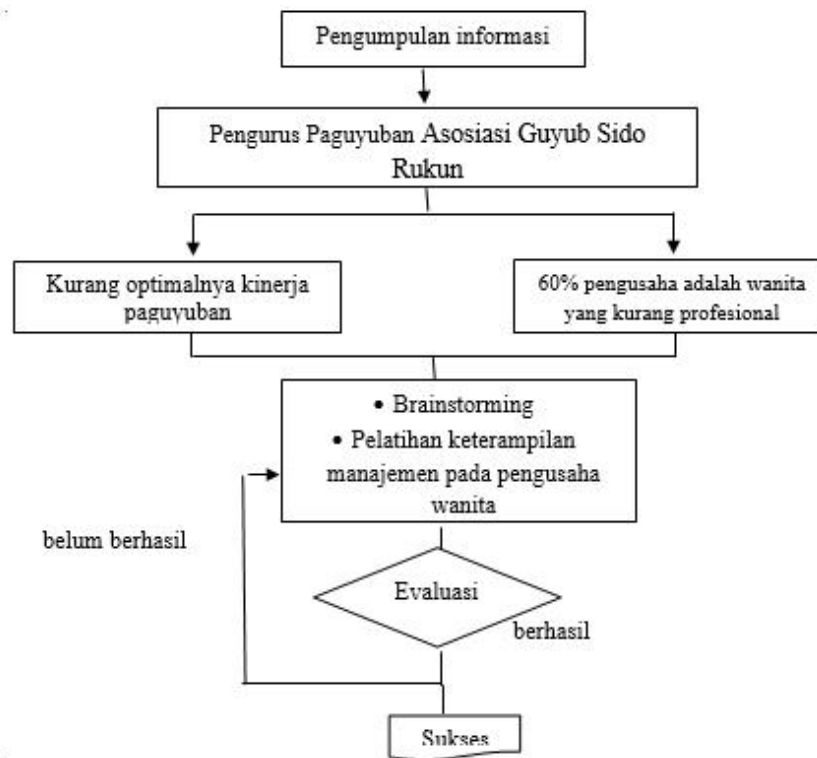 Pengumpulan informasi
Pengurus Paguyuban Asosiasi Guyub Sido
Rukun
Kurang optimalnya kinerja
paguyuban
60% pengusaha adalah wanita
yang kurang profesional
• Brainstorming
• Pelatihan keterampilan
manajemen pada pengusaha
wanita
belum berhasil
Evaluasi
berhasil
Sukses